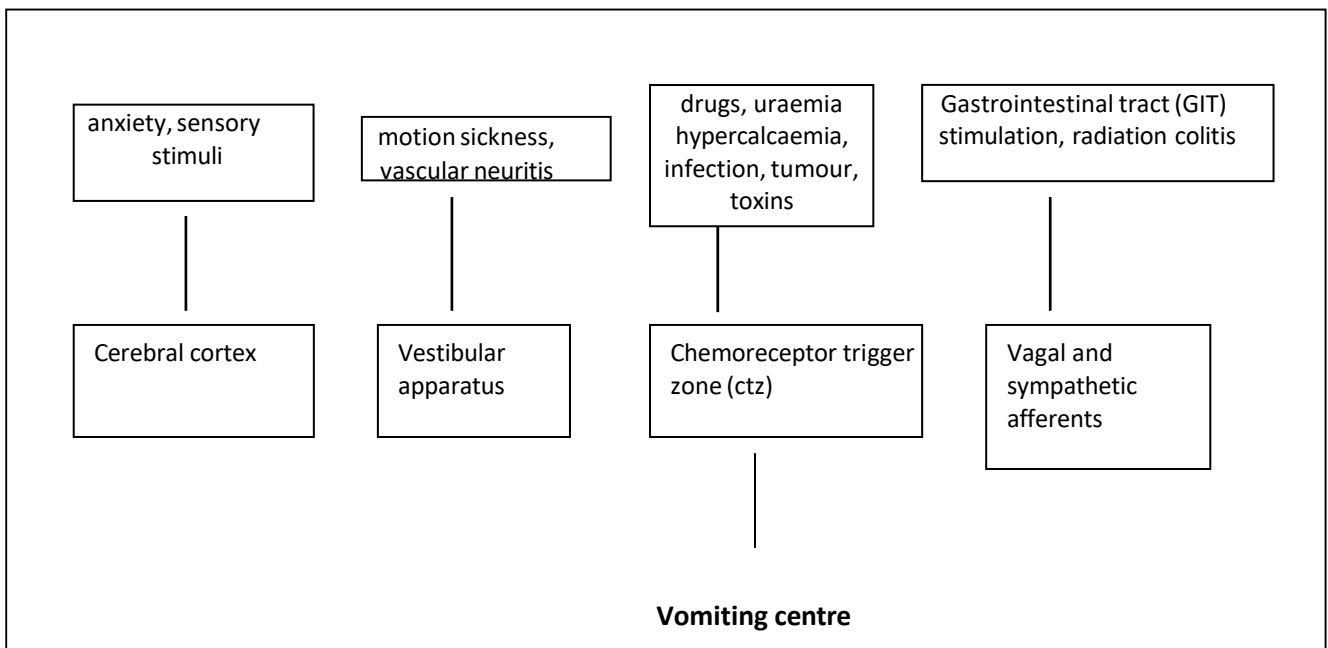 anxiety, sensory
stimuli
motion sickness,
vascular neuritis
drugs, uraemia
hypercalcaemia,
infection, tumour,
toxins
Gastrointestinal tract (GIT)
stimulation, radiation colitis
Cerebral cortex
Vestibular
apparatus
Chemoreceptor trigger
zone (ctz)
Vagal and
sympathetic
afferents
Vomiting centre